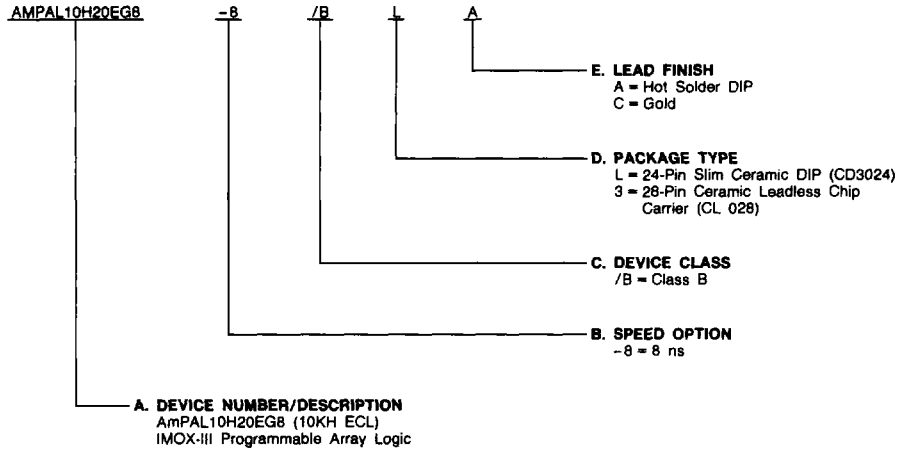 AMPAL10H20EG8 -8 /B L A
E. LEAD FINISH
A = Hot Solder DIP
C = Gold
D. PACKAGE TYPE
L = 24-Pin Slim Ceramic DIP (CD3024)
3 = 28-Pin Ceramic Leadless Chip
Carrier (CL 028)
C. DEVICE CLASS
/B = Class B
B. SPEED OPTION
-8 = 8 ns
A. DEVICE NUMBER/DESCRIPTION
AmPAL10H20EG8 (10KH ECL)
IMOX-III Programmable Array Logic